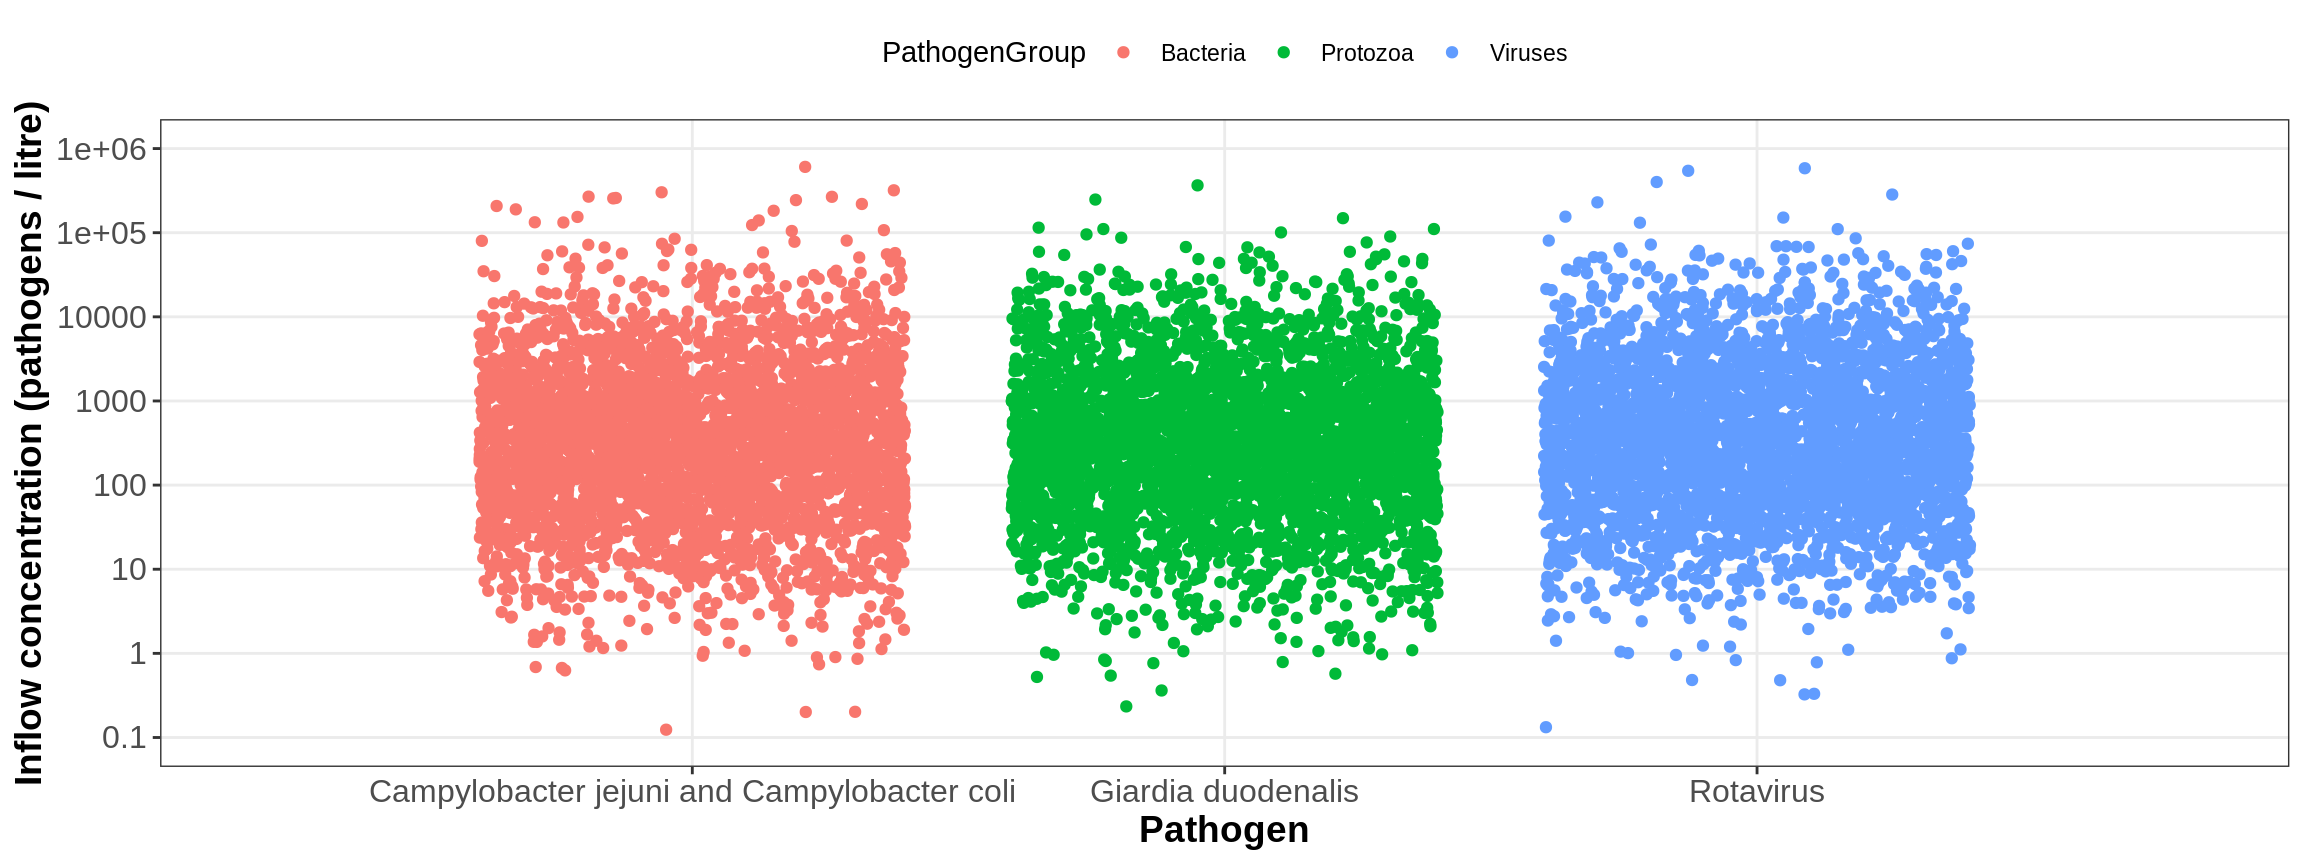 PathogenGroup Bacteria Protozoa Viruses
Inflow concentration (pathogens / litre)
1e+06
1e+05
10000
1000
100
10
1
0.1
Campylobacter jejuni and Campylobacter coli Giardia duodenalis Rotavirus
Pathogen